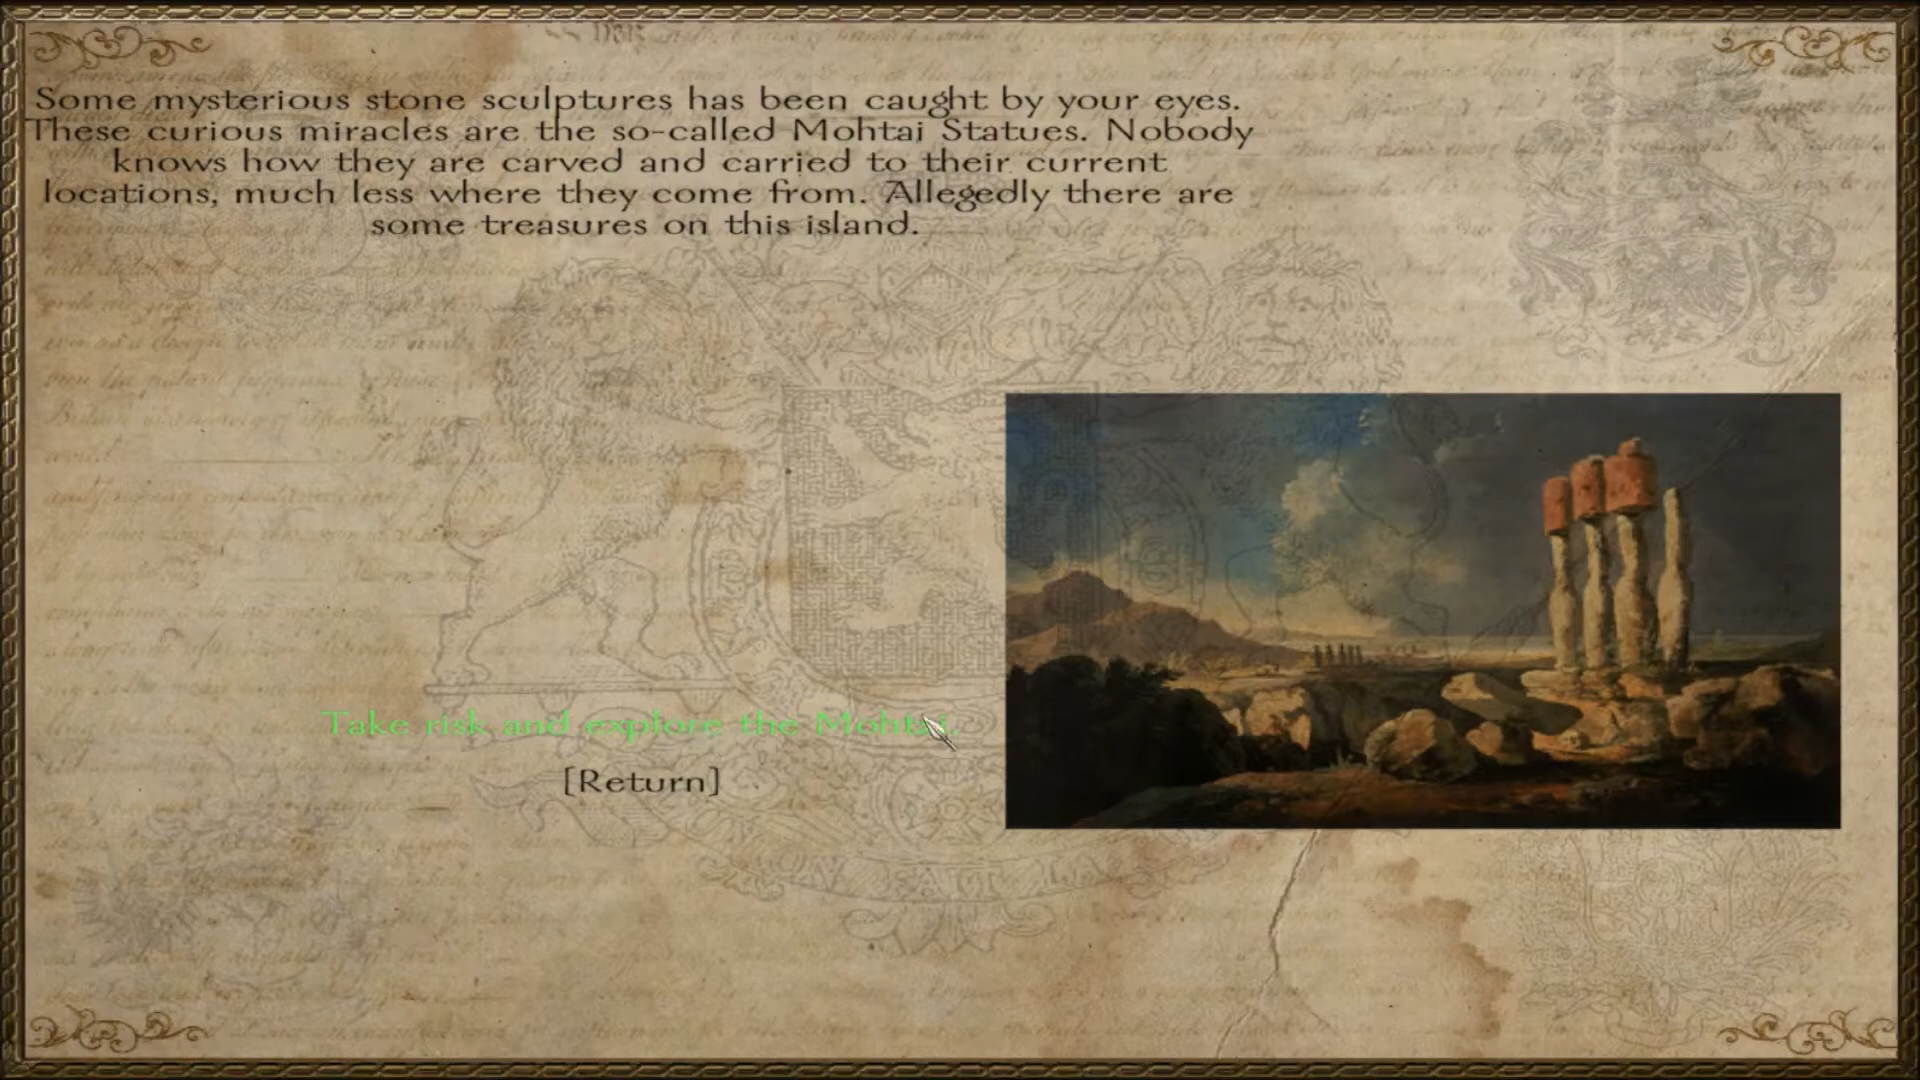 Some mysterious stone sculptures has been caught by your eyes.
These curious miracles are the so-called Mohtai Statues. Nobody
knows how they are carved and carried to their current
locations, much less where they come from. Allegedly there are
some treasures on this island.
Take risk and explore the Mohtai.
[Return]